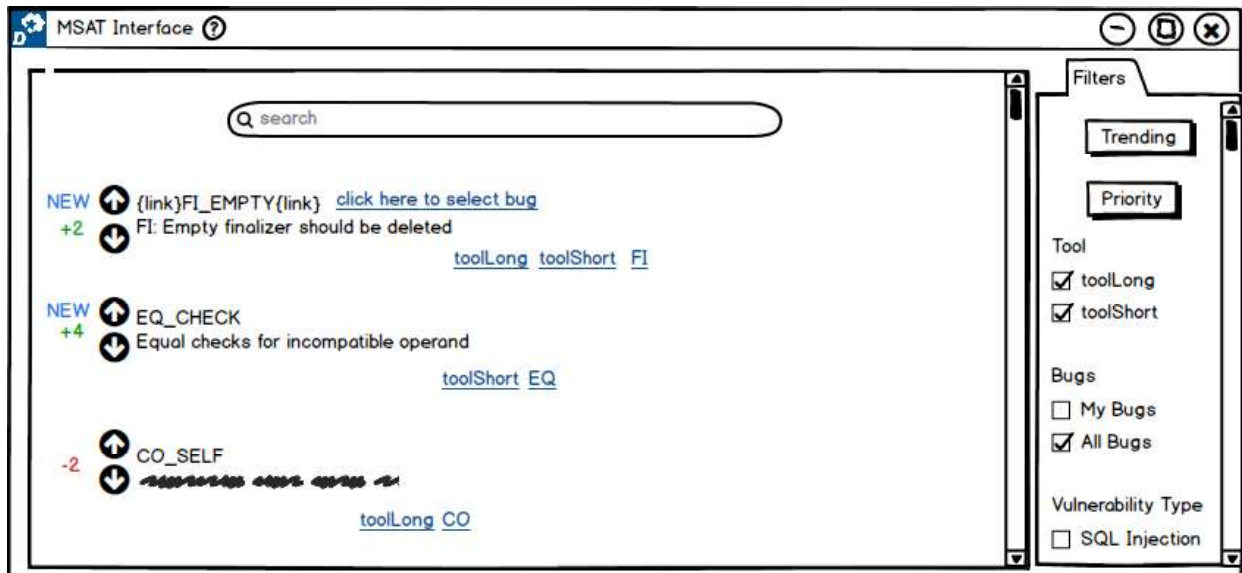 D MSAT Interface ?
search
NEW {link}FI_EMPTY{link} click here to select bug
+2 FI: Empty finalizer should be deleted
toolLong toolShort FI
NEW EQ_CHECK
+4 Equal checks for incompatible operand
toolShort EQ
-2 CO_SELF
toolLong CO
Filters
Trending
Priority
Tool
toolLong
toolShort
Bugs
My Bugs
All Bugs
Vulnerability Type
SQL Injection